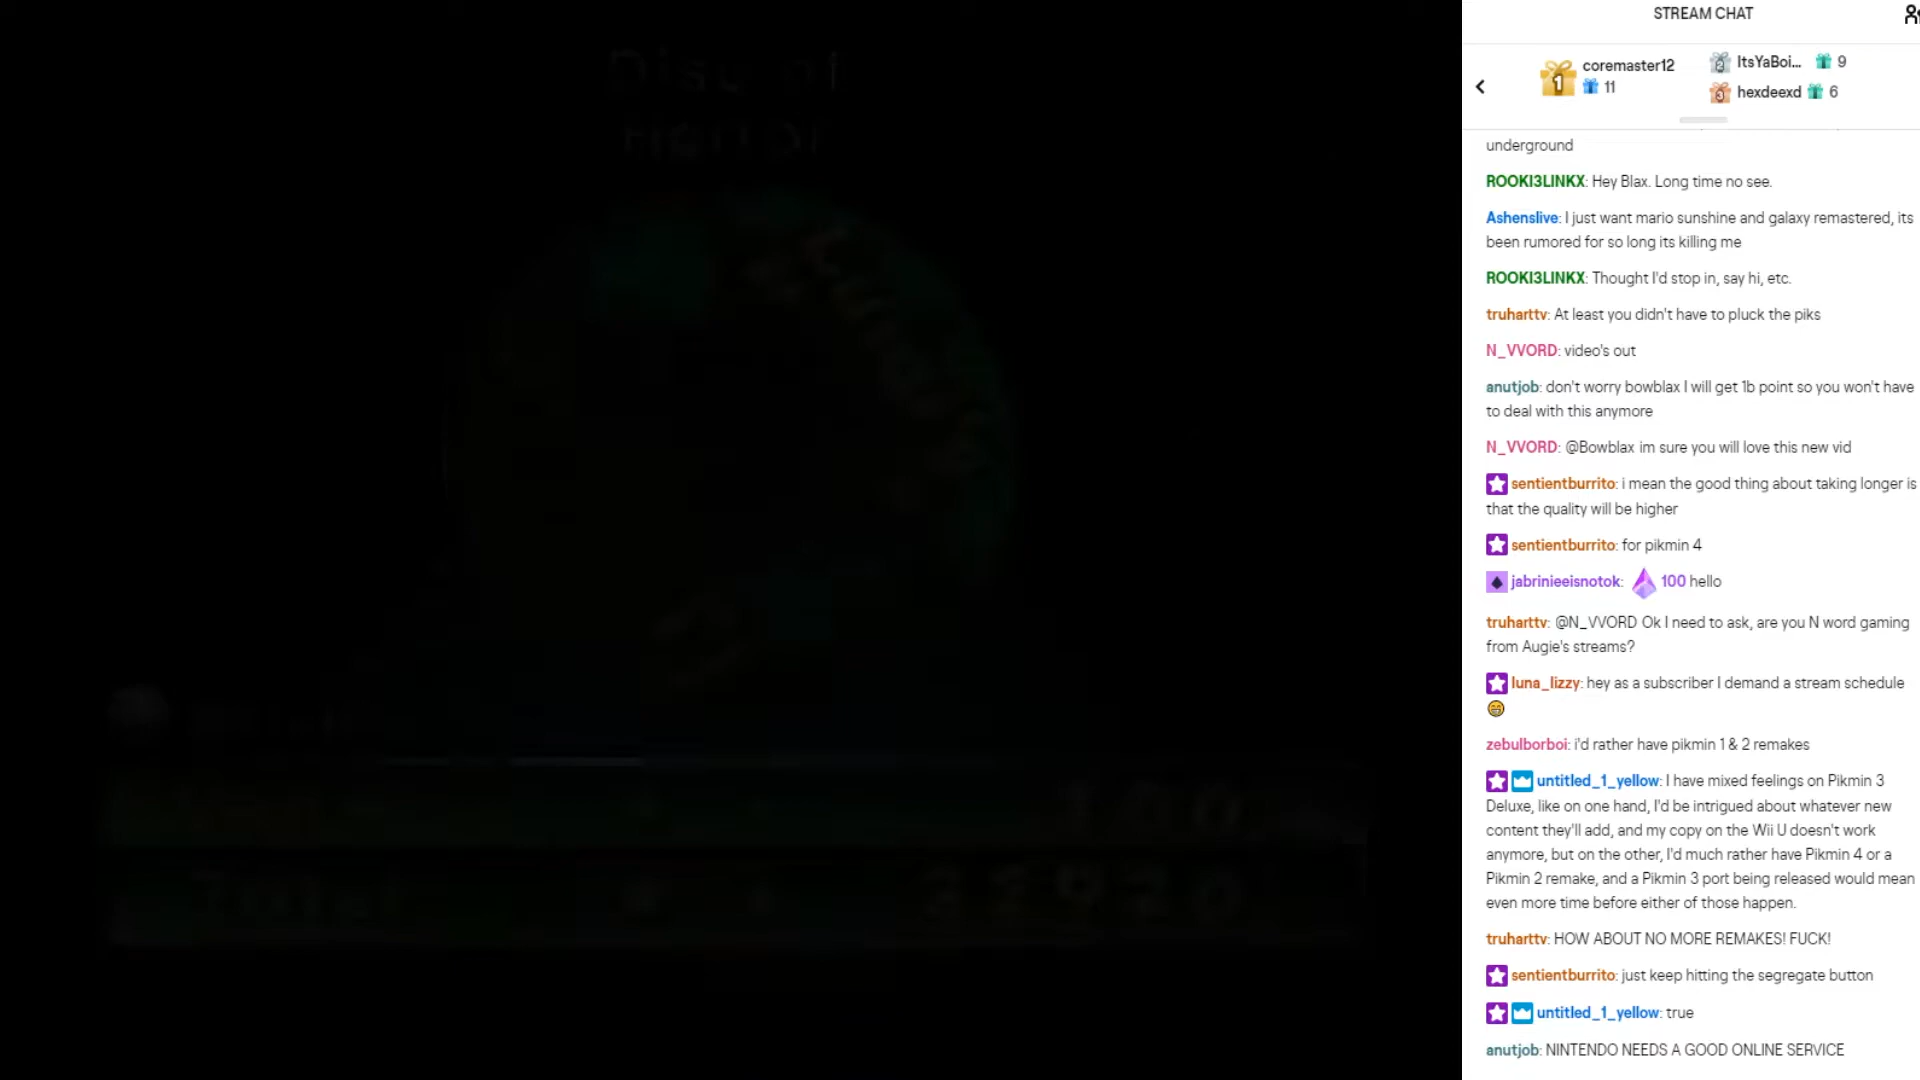 STREAM CHAT
coremaster12
11
ItsYaBoi... 9
hexdeexd 6
underground
ROOKI3LINKX: Hey Blax. Long time no see.
Ashenslive: I just want mario sunshine and galaxy remastered, its
been rumored for so long its killing me
ROOKI3LINKX: Thought I'd stop in, say hi, etc.
truharttv: At least you didn't have to pluck the piks
N_VVORD: video's out
anutjob: don't worry bowblax I will get 1b point so you won't have
to deal with this anymore
N_VVORD: @Bowblax im sure you will love this new vid
sentientburrito: i mean the good thing about taking longer is
that the quality will be higher
sentientburrito: for pikmin 4
jabrinieeisnotok: 100 hello
truharttv: @N_VVORD Ok I need to ask, are you N word gaming
from Augie's streams?
luna_lizzy: hey as a subscriber I demand a stream schedule
zebulborboi: i'd rather have pikmin 1 & 2 remakes
untitled_1_yellow: I have mixed feelings on Pikmin 3
Deluxe, like on one hand, I'd be intrigued about whatever new
content they'll add, and my copy on the Wii U doesn't work
anymore, but on the other, I'd much rather have Pikmin 4 or a
Pikmin 2 remake, and a Pikmin 3 port being released would mean
even more time before either of those happen.
truharttv: HOW ABOUT NO MORE REMAKES! FUCK!
sentientburrito: just keep hitting the segregate button
untitled_1_yellow: true
anutjob: NINTENDO NEEDS A GOOD ONLINE SERVICE